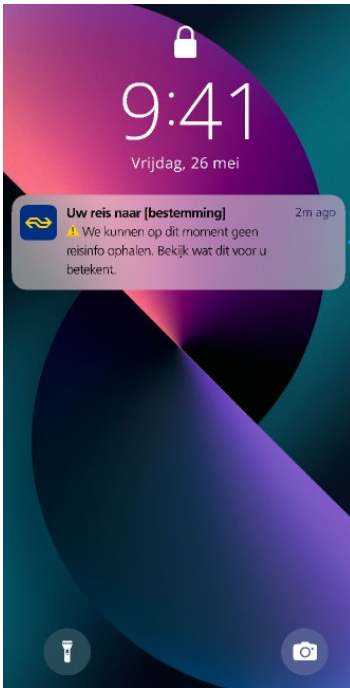 9:41
Vrijdag, 26 mei
Uw reis naar [bestemming] 2m ago
⚠️ We kunnen op dit moment geen
reisinfo ophalen. Bekijk wat dit voor u
betekent.